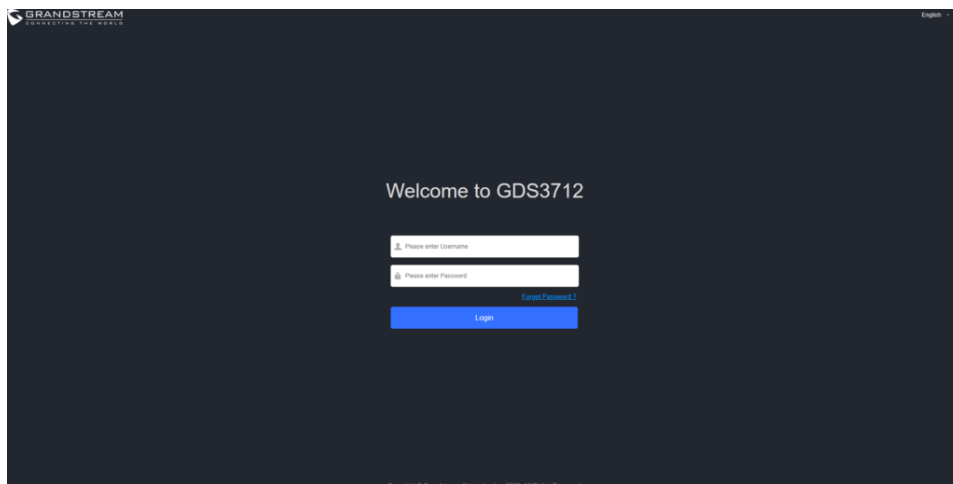 GRANDSTREAM
CONNECTING THE WORLD
English
Welcome to GDS3712
Please enter Username
Please enter Password
Forgot Password ?
Login